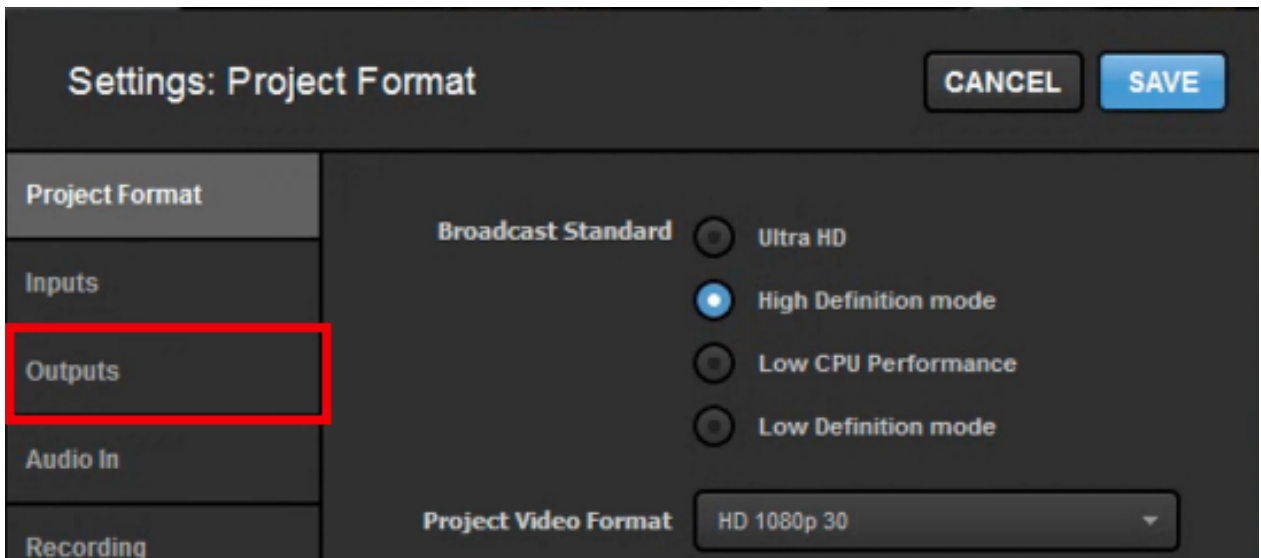 Settings: Project Format
CANCEL
SAVE
Project Format
Inputs
Outputs
Audio In
Recording
Broadcast Standard
Ultra HD
High Definition mode
Low CPU Performance
Low Definition mode
Project Video Format
HD 1080p 30